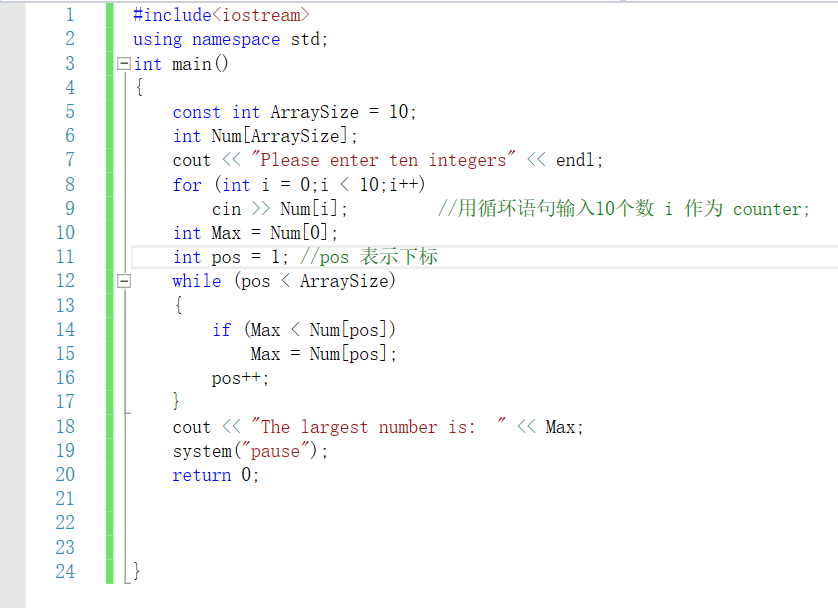 1 #include<iostream>
2 using namespace std;
3 int main()
4 {
5 const int ArraySize = 10;
6 int Num[ArraySize];
7 cout << "Please enter ten integers" << endl;
8 for (int i = 0;i < 10;i++)
9 cin >> Num[i]; //用循环语句输入10个数 i 作为 counter;
10 int Max = Num[0];
11 int pos = 1; //pos 表示下标
12 while (pos < ArraySize)
13 {
14 if (Max < Num[pos])
15 Max = Num[pos];
16 pos++;
17 }
18 cout << "The largest number is:  " << Max;
19 system("pause");
20 return 0;
21
22
23
24 }